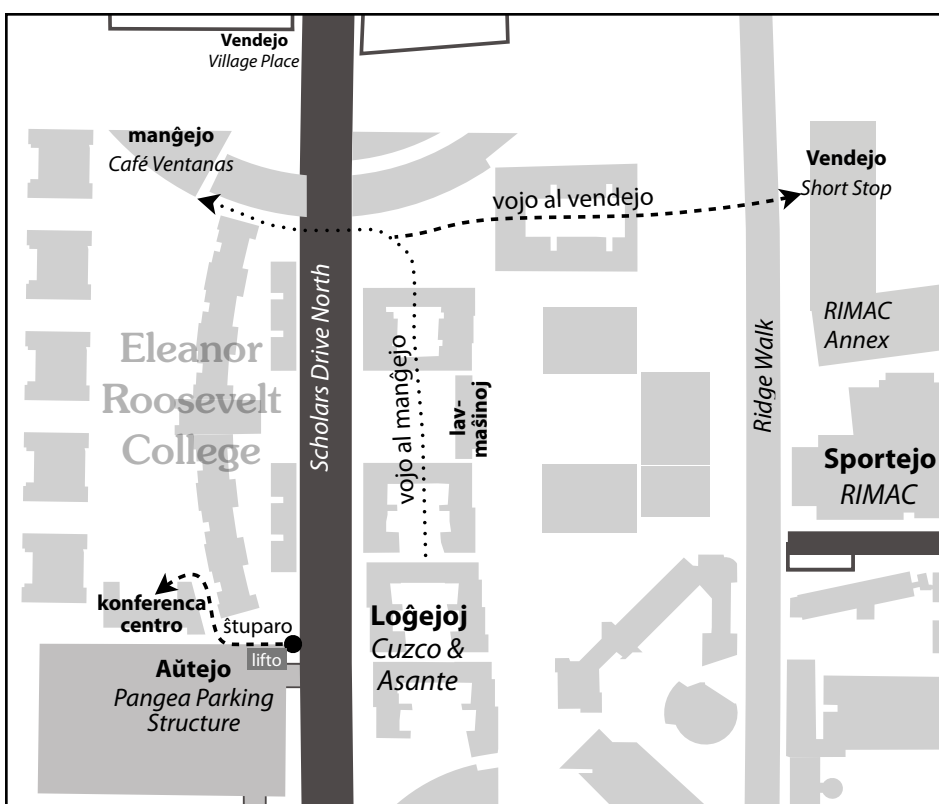 Vendejo
Village Place
manĝejo
Café Ventanas
vojo al vendejo
Vendejo
Short Stop
RIMAC
Annex
Eleanor
Roosevelt
College
Scholars Drive North
vojo al manĝejo
lav-
maŝinoj
Ridge Walk
Sportejo
RIMAC
konferenca
centro
ŝtuparo
lifto
Loĝejoj
Cuzco &
Asante
Aŭtejo
Pangea Parking
Structure